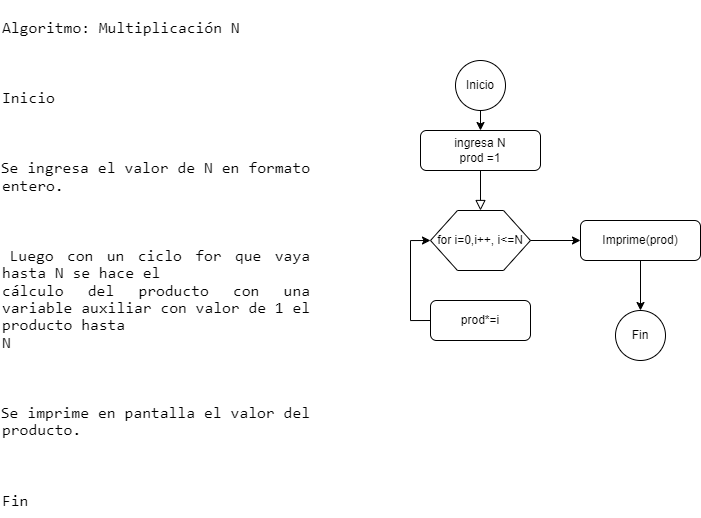 Algoritmo: Multiplicación N
Inicio
Se ingresa el valor de N en formato
entero.
Luego con un ciclo for que vaya
hasta N se hace el
cálculo del producto con una
variable auxiliar con valor de 1 el
producto hasta
N
Se imprime en pantalla el valor del
producto.
Fin
Inicio
ingresa N
prod =1
for i=0,i++, i<=N
Imprime(prod)
prod*=i
Fin